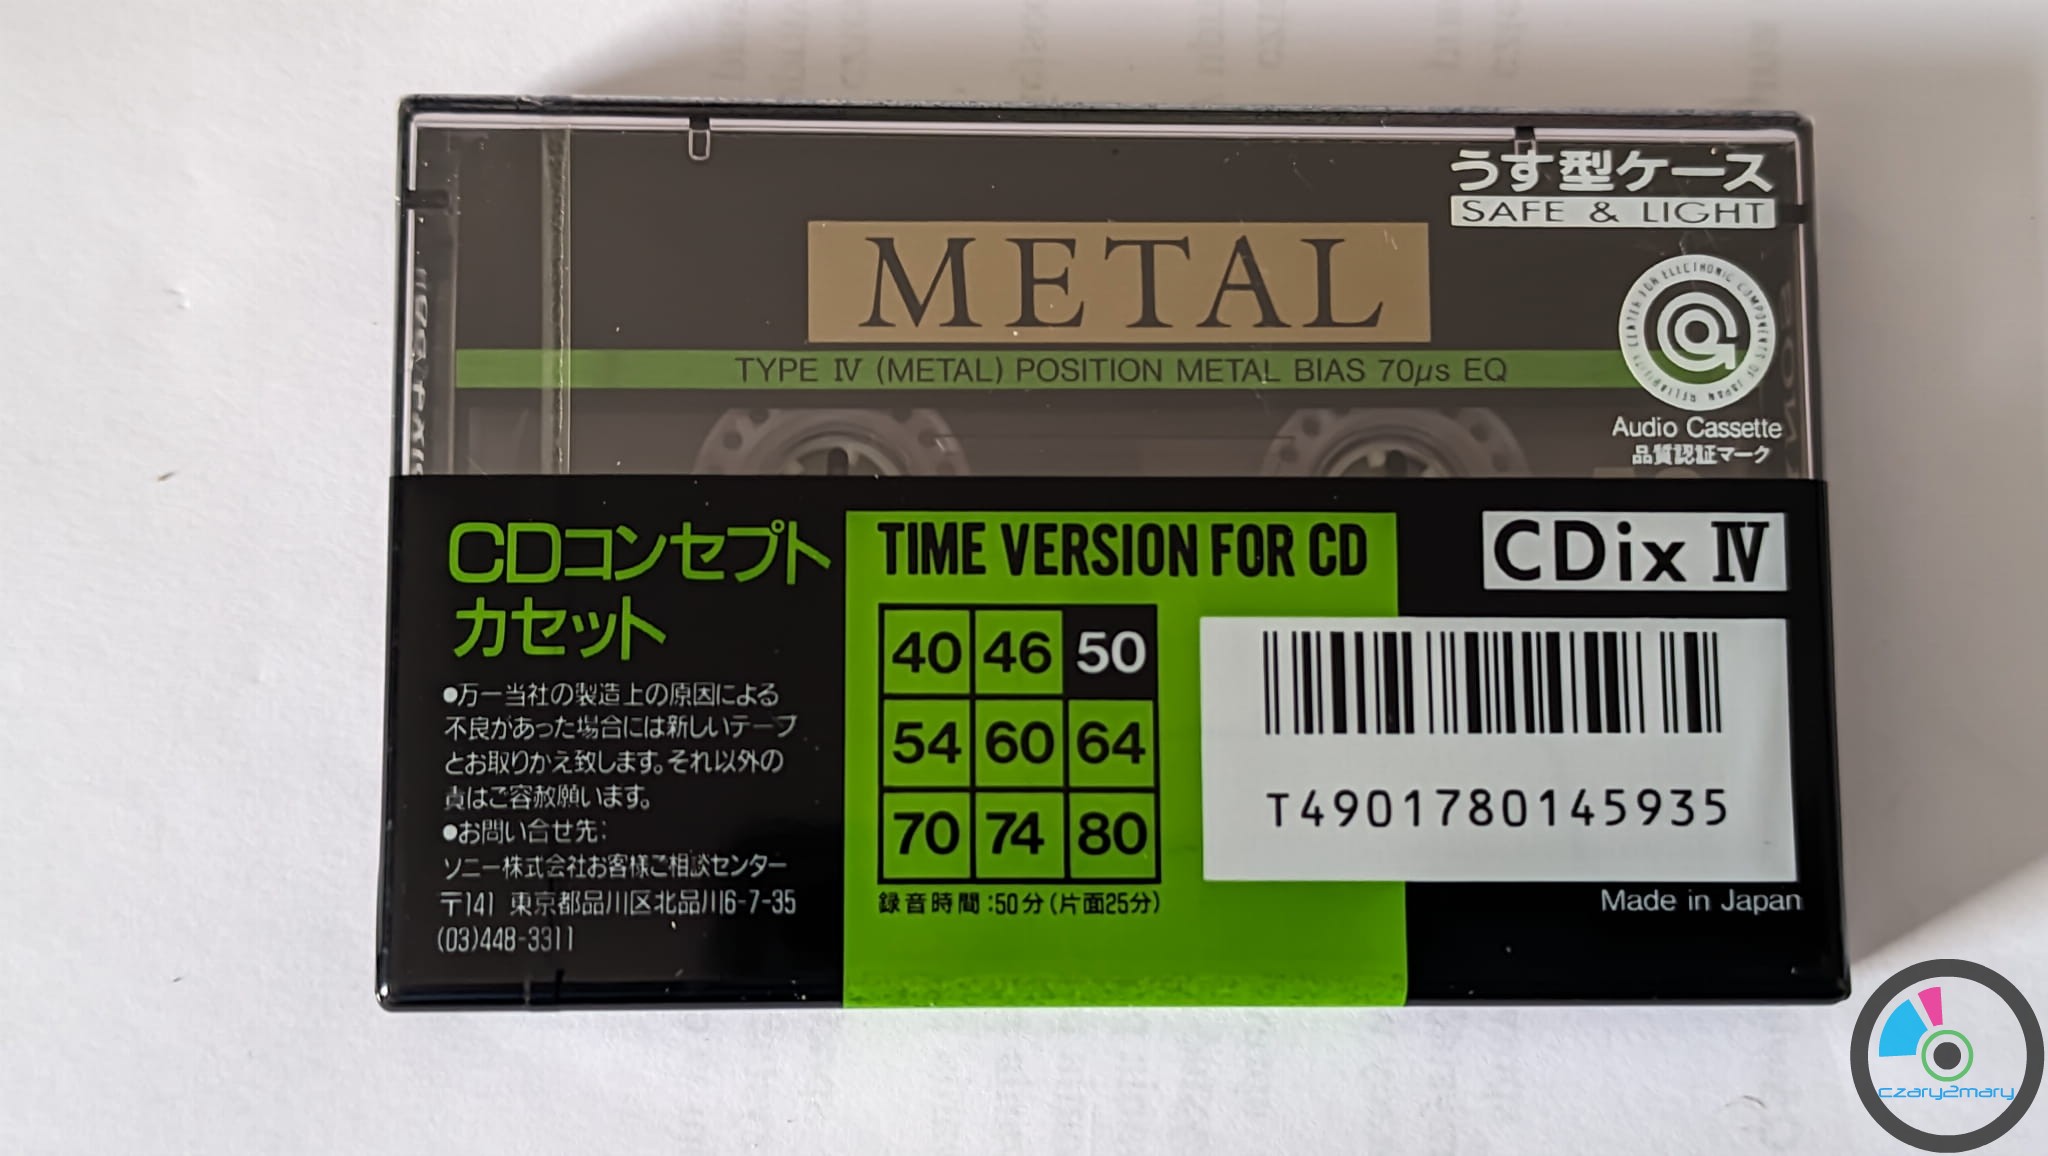 うす型ケース
SAFE & LIGHT
METAL
TYPE IV (METAL) POSITION METAL BIAS 70μs EQ
RELIABILITY CENTER FOR ELECTRONIC COMPONENTS OF JAPAN
Audio Cassette
品質認証マーク
CDコンセプト
カセット
●万一当社の製造上の原因による
不良があった場合には新しいテープ
とお取りかえ致します。それ以外の
責はご容赦願います。
●お問い合せ先:
ソニー株式会社お客様ご相談センター
〒141 東京都品川区北品川6-7-35
(03)448-3311
TIME VERSION FOR CD
40 46 50
54 60 64
70 74 80
録音時間:50分(片面25分)
CDix IV
T4901780145935
Made in Japan
czary2mary